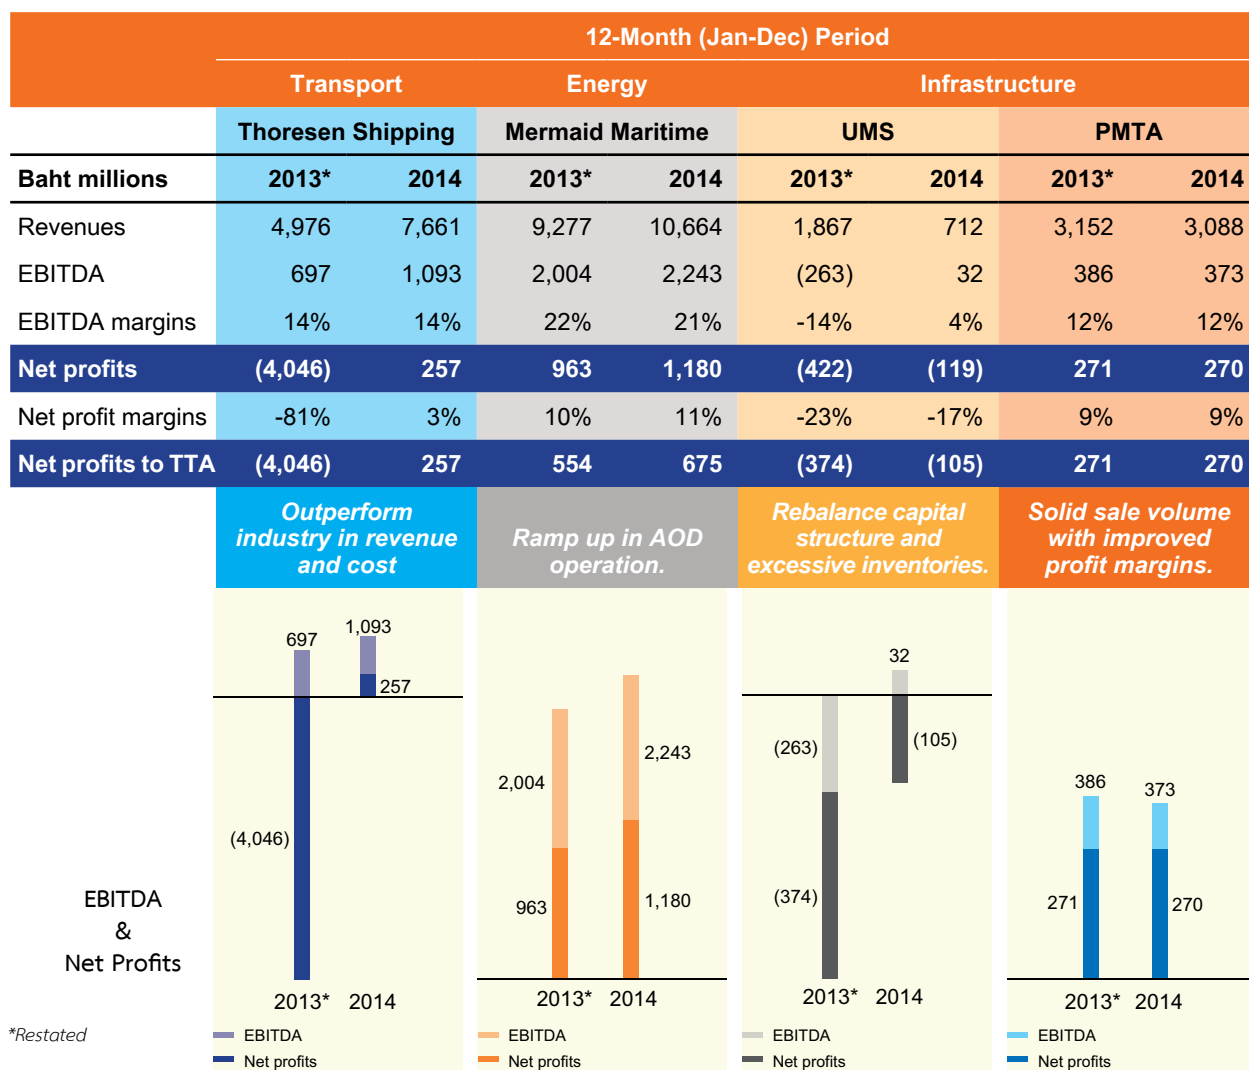 12-Month (Jan-Dec) Period
Transport Energy Infrastructure
Thoresen Shipping Mermaid Maritime UMS PMTA
Baht millions 2013* 2014 2013* 2014 2013* 2014 2013* 2014
Revenues 4,976 7,661 9,277 10,664 1,867 712 3,152 3,088
EBITDA 697 1,093 2,004 2,243 (263) 32 386 373
EBITDA margins 14% 14% 22% 21% -14% 4% 12% 12%
Net profits (4,046) 257 963 1,180 (422) (119) 271 270
Net profit margins -81% 3% 10% 11% -23% -17% 9% 9%
Net profits to TTA (4,046) 257 554 675 (374) (105) 271 270
Outperform
industry in revenue
and cost
Ramp up in AOD
operation.
Rebalance capital
structure and
excessive inventories.
Solid sale volume
with improved
profit margins.
EBITDA
&
Net Profits
*Restated
697
1,093
257
(4,046)
2013* 2014
EBITDA
Net profits
2,004
2,243
963
1,180
2013* 2014
EBITDA
Net profits
32
(263)
(105)
(374)
2013* 2014
EBITDA
Net profits
386
373
271
270
2013* 2014
EBITDA
Net profits